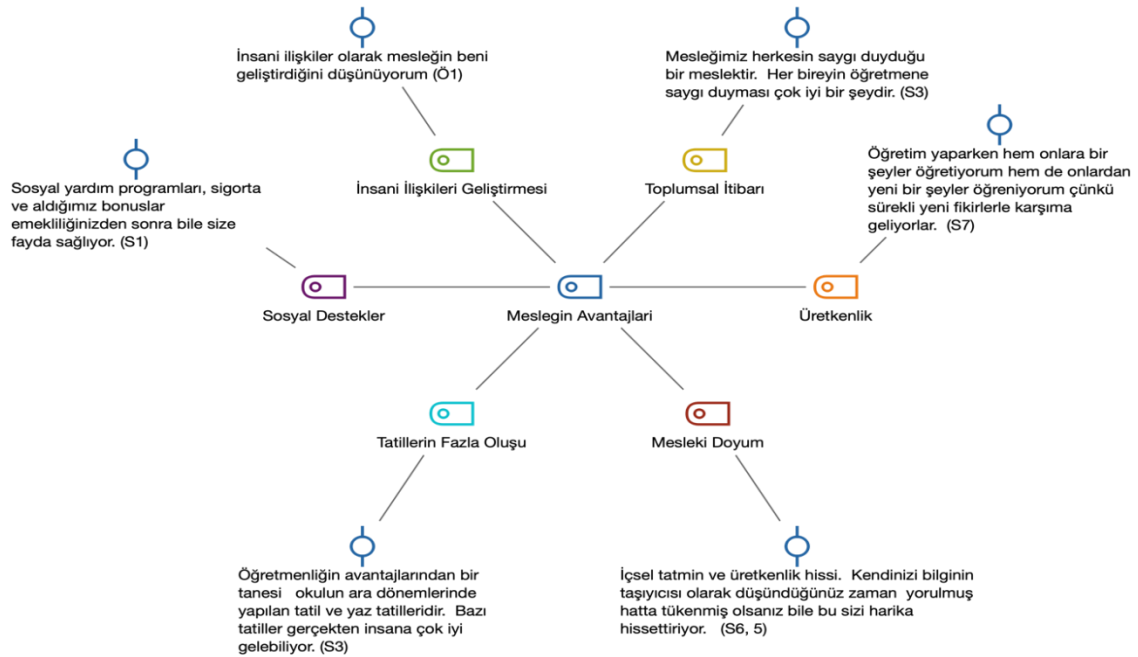 İnsani ilişkiler olarak mesleğin beni
geliştirdiğini düşünüyorum (Ö1)
Mesleğimiz herkesin saygı duyduğu
bir meslektir. Her bireyin öğretmene
saygı duyması çok iyi bir şeydir. (S3)
Sosyal yardım programları, sigorta
ve aldığımız bonuslar
emekliliğinizden sonra bile size
fayda sağlıyor. (S1)
İnsani İlişkileri Geliştirmesi
Toplumsal İtibarı
Öğretim yaparken hem onlara bir
şeyler öğretiyorum hem de onlardan
yeni bir şeyler öğreniyorum çünkü
sürekli yeni fikirlerle karşıma
geliyorlar. (S7)
Sosyal Destekler
Meslegin Avantajlari
Üretkenlik
Tatillerin Fazla Oluşu
Mesleki Doyum
Öğretmenliğin avantajlarından bir
tanesi okulun ara dönemlerinde
yapılan tatil ve yaz tatilleridir. Bazı
tatiller gerçekten insana çok iyi
gelebiliyor. (S3)
İçsel tatmin ve üretkenlik hissi. Kendinizi bilginin
taşıyıcısı olarak düşündüğünüz zaman yorulmuş
hatta tükenmiş olsanız bile bu sizi harika
hissettiriyor. (S6, 5)